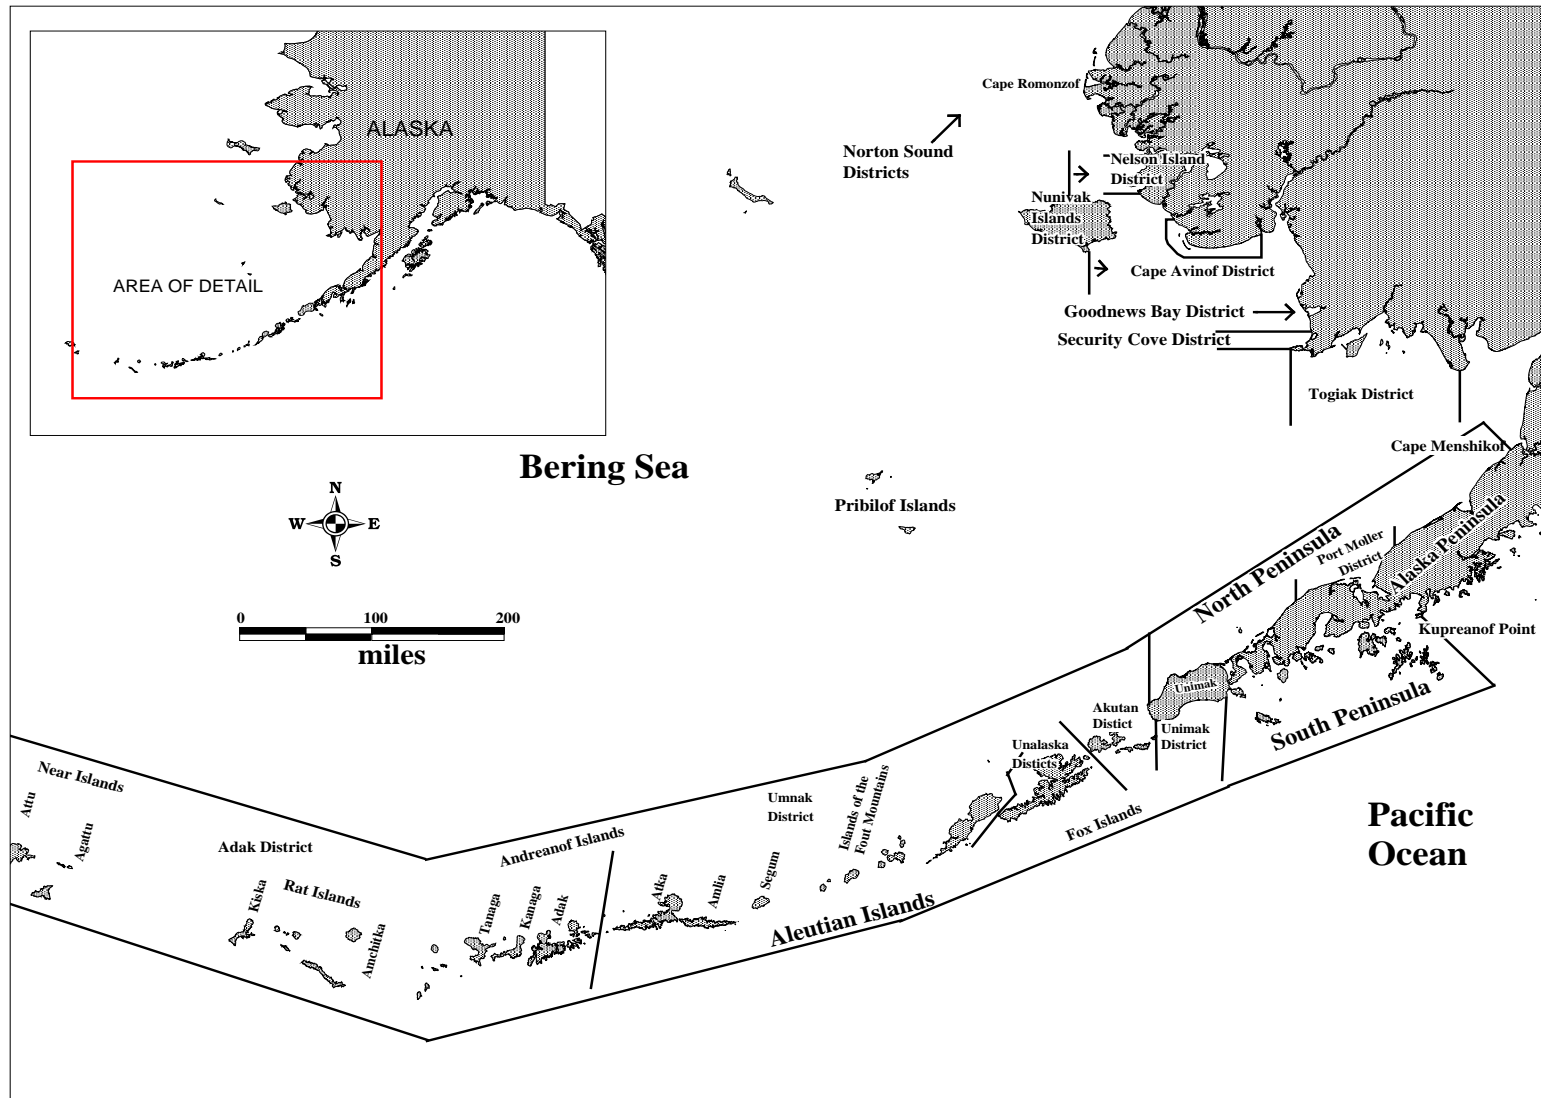 ALASKA
AREA OF DETAIL
Cape Romonzof
Norton Sound
Districts
Nelson Island
District
Nunivak
Islands
District
Cape Avinof District
Goodnews Bay District
Security Cove District
Togiak District
Cape Menshikof
Bering Sea
N
W
E
S
Pribilof Islands
0
100
200
miles
North Peninsula
Port Moller
District
Alaska Peninsula
Kupreanof Point
South Peninsula
Unimak
Akutan
Distict
Unimak
District
Unalaska
Disticts
Fox Islands
Pacific
Ocean
Near Islands
Attu
Agattu
Adak District
Rat Islands
Kiska
Amchitka
Andreanof Islands
Tanaga
Kanaga
Adak
Umnak
District
Islands of the
Fout Mountains
Atka
Amlia
Segum
Aleutian Islands